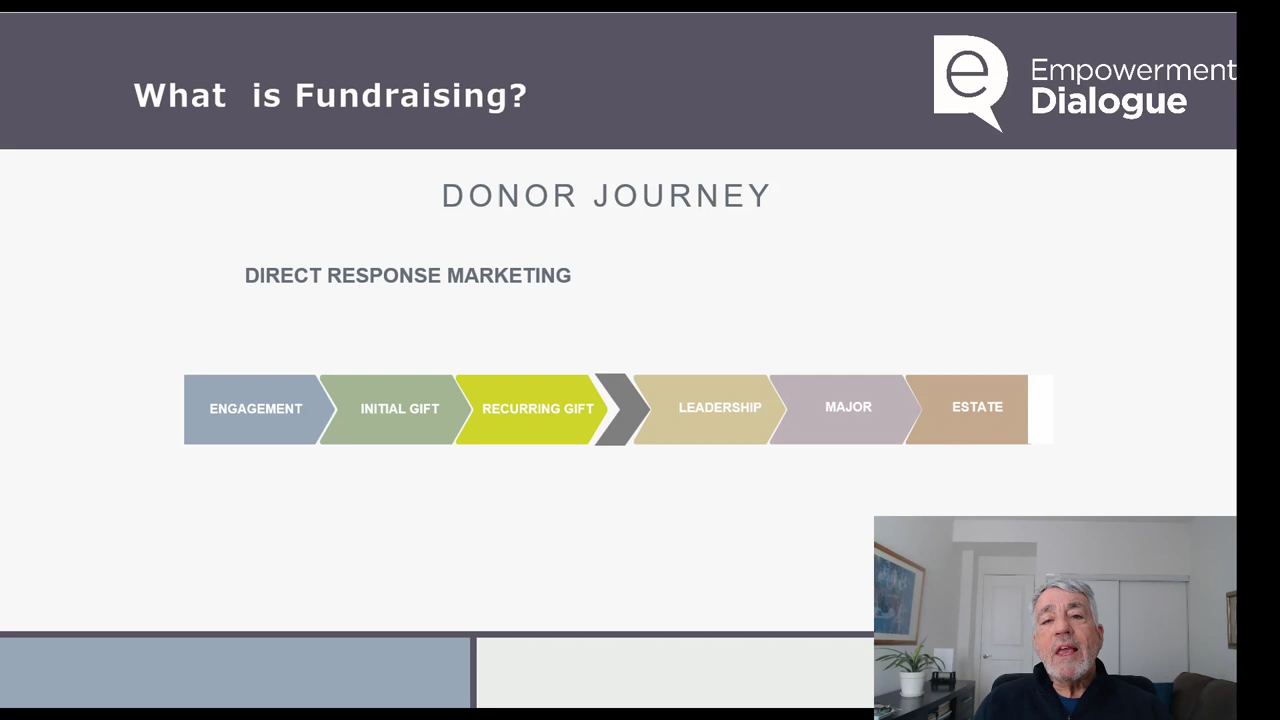 What is Fundraising?
e
Empowerment
Dialogue
DONOR JOURNEY
DIRECT RESPONSE MARKETING
ENGAGEMENT
INITIAL GIFT
RECURRING GIFT
LEADERSHIP
MAJOR
ESTATE